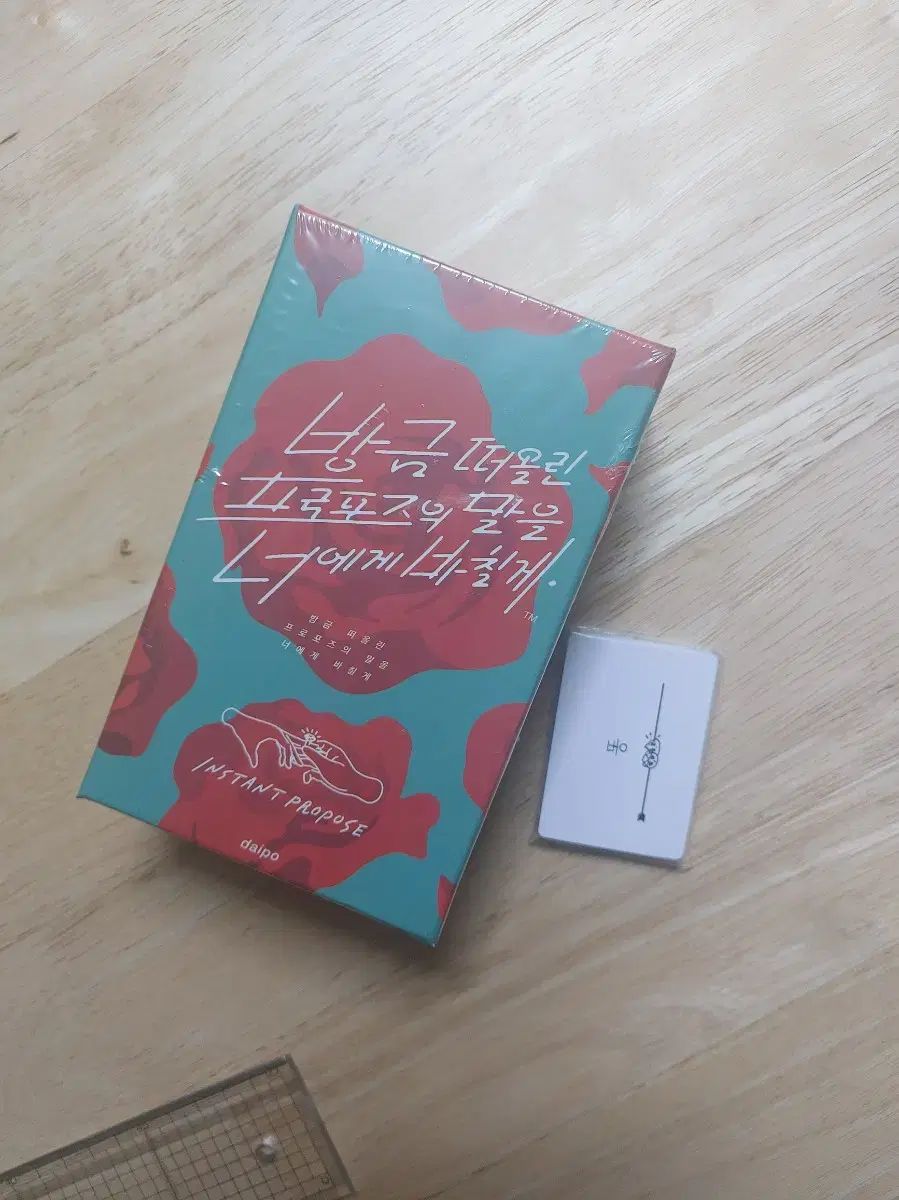 방금 떠올린
프로포즈의 말을
너에게 바칠게.
TM
방금 떠올린
프로포즈의 말을
너에게 바칠게
INSTANT PROPOSE
daipo
똥